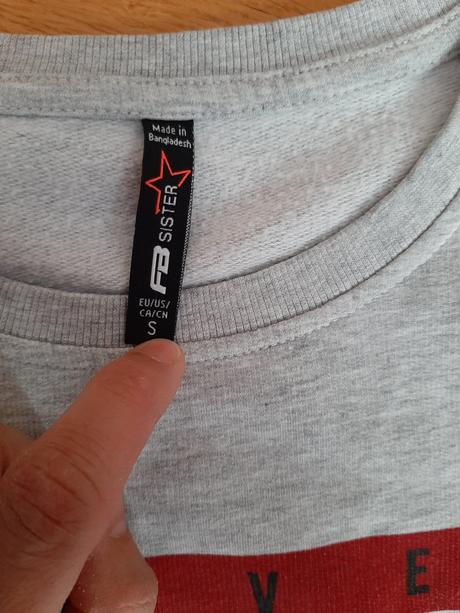 Made in
Bangladesh
FB SISTER
EU/US/
CA/CN
S
V E